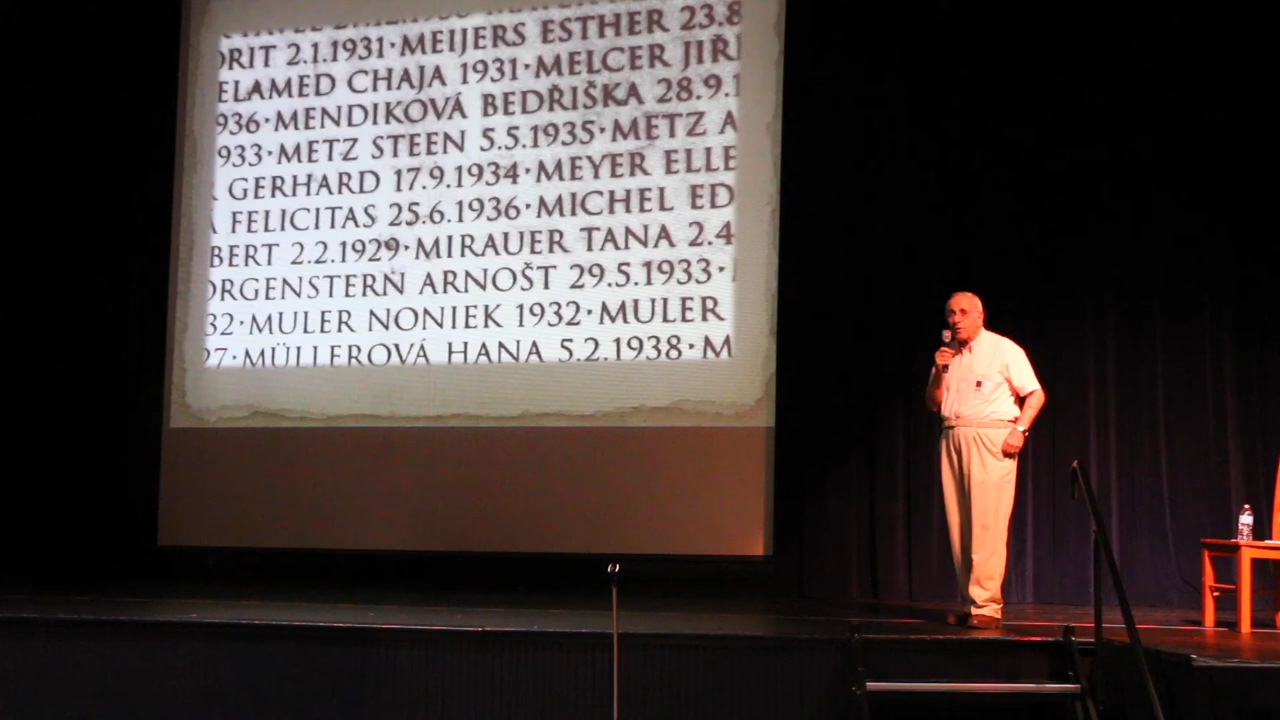 ORIT 2.1.1931·MEIJERS ESTHER 23.8
ELAMED CHAJA 1931·MELCER JIŘ
936·MENDIKOVÁ BEDŘIŠKA 28.9.1
933·METZ STEEN 5.5.1935·METZ A
GERHARD 17.9.1934·MEYER ELLE
FELICITAS 25.6.1936·MICHEL ED
BERT 2.2.1929·MIRAUER TANA 2.4
ORGENSTERN ARNOŠT 29.5.1933·
32·MULER NONIEK 1932·MULER
27·MÜLLEROVÁ HANA 5.2.1938·M